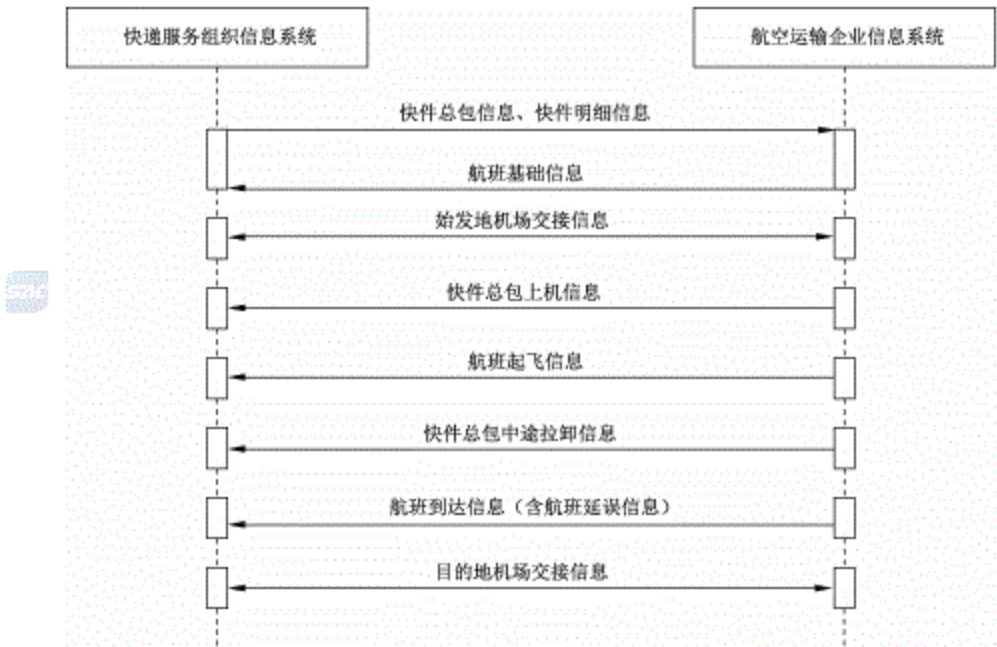 快递服务组织信息系统
航空运输企业信息系统
快件总包信息、快件明细信息
航班基础信息
始发地机场交接信息
快件总包上机信息
航班起飞信息
快件总包中途拉卸信息
航班到达信息（含航班延误信息）
目的地机场交接信息